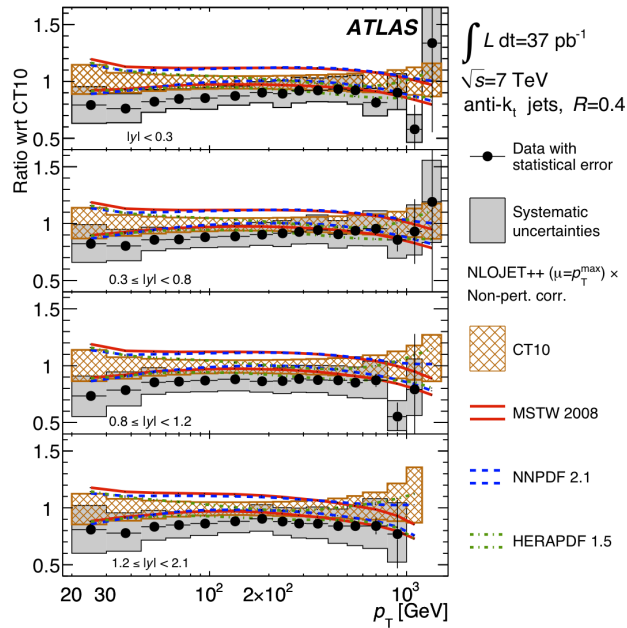 ATLAS
∫ L dt=37 pb⁻¹
√s=7 TeV
anti-kₜ jets, R=0.4
Ratio wrt CT10
1.5
1
0.5
|y| < 0.3
1.5
1
0.5
0.3 ≤ |y| < 0.8
1.5
1
0.5
0.8 ≤ |y| < 1.2
1.5
1
0.5
1.2 ≤ |y| < 2.1
20 30 10² 2×10² 10³
p_T [GeV]
Data with
statistical error
Systematic
uncertainties
NLOJET++ (μ=p_T^max) ×
Non-pert. corr.
CT10
MSTW 2008
NNPDF 2.1
HERAPDF 1.5